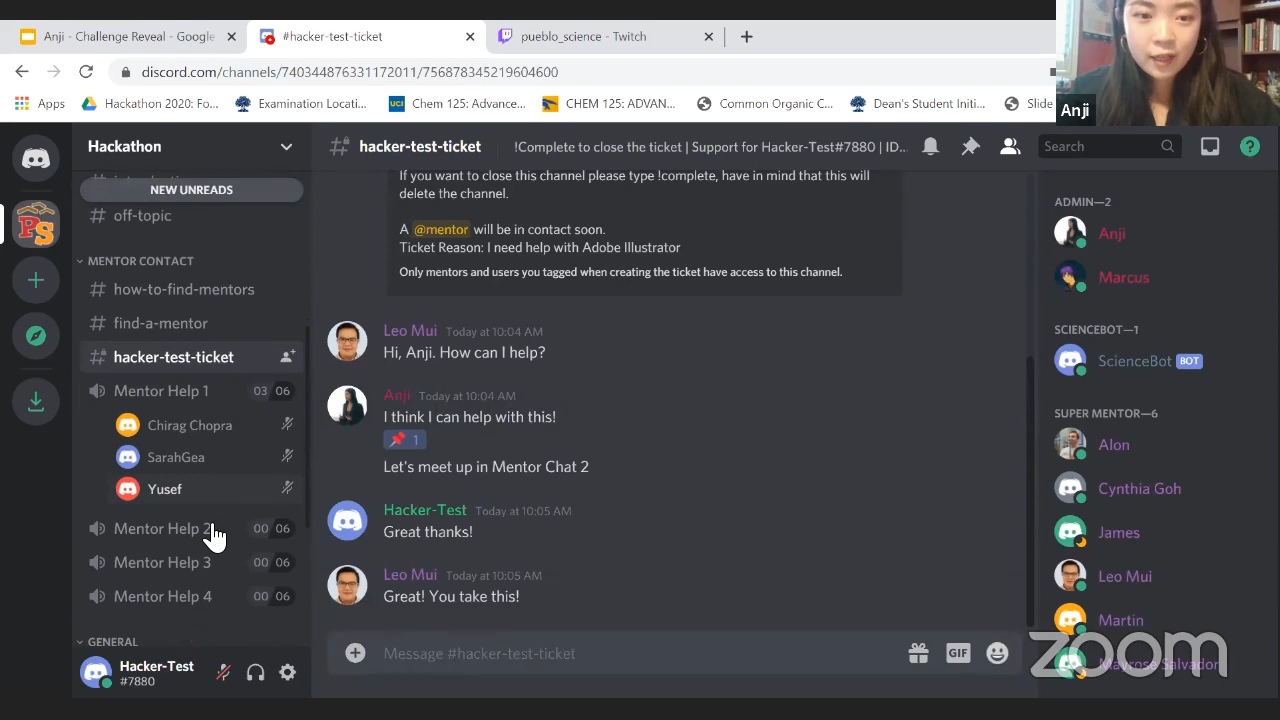 Anji - Challenge Reveal - Google
#hacker-test-ticket
pueblo_science - Twitch
discord.com/channels/740344876531172011/756878345219604600
Apps
Hackathon 2020: Fo...
Examination Locati...
UCI
Chem 125: Advance...
CHEM 125: ADVAN...
Common Organic C...
Dean's Student Initi...
Slide
Anji
Hackathon
hacker-test-ticket
!Complete to close the ticket | Support for Hacker-Test#7880 | ID...
Search
NEW UNREADS
# off-topic
MENTOR CONTACT
# how-to-find-mentors
# find-a-mentor
# hacker-test-ticket
Mentor Help 1 03 06
Chirag Chopra
SarahGea
Yusef
Mentor Help 2 00 06
Mentor Help 3 00 06
Mentor Help 4 00 06
GENERAL
Hacker-Test
#7880
PS
If you want to close this channel please type !complete, have in mind that this will
delete the channel.
A @mentor will be in contact soon.
Ticket Reason: I need help with Adobe Illustrator
Only mentors and users you tagged when creating the ticket have access to this channel.
Leo Mui Today at 10:04 AM
Hi, Anji. How can I help?
Anji Today at 10:04 AM
I think I can help with this!
1
Let's meet up in Mentor Chat 2
Hacker-Test Today at 10:05 AM
Great thanks!
Leo Mui Today at 10:05 AM
Great! You take this!
Message #hacker-test-ticket
GIF
ADMIN—2
Anji
Marcus
SCIENCEBOT—1
ScienceBot BOT
SUPER MENTOR—6
Alon
Cynthia Goh
James
Leo Mui
Martin
Mayrose Salvador
zoom